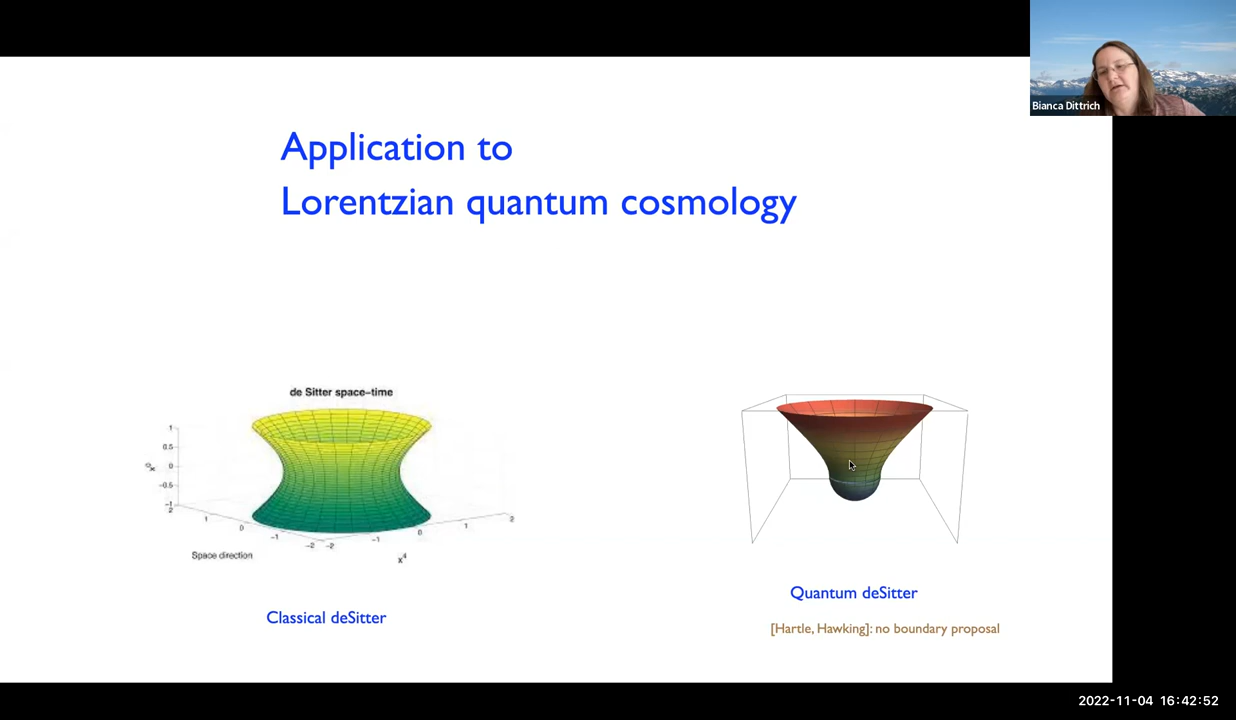 Bianca Dittrich
Application to
Lorentzian quantum cosmology
de Sitter space-time
1
0.5
0
-0.5
-1
x⁰
2
1
0
-1
-2
Space direction
-2
-1
0
1
2
x⁴
Classical deSitter
Quantum deSitter
[Hartle, Hawking]: no boundary proposal
2022-11-04 16:42:52